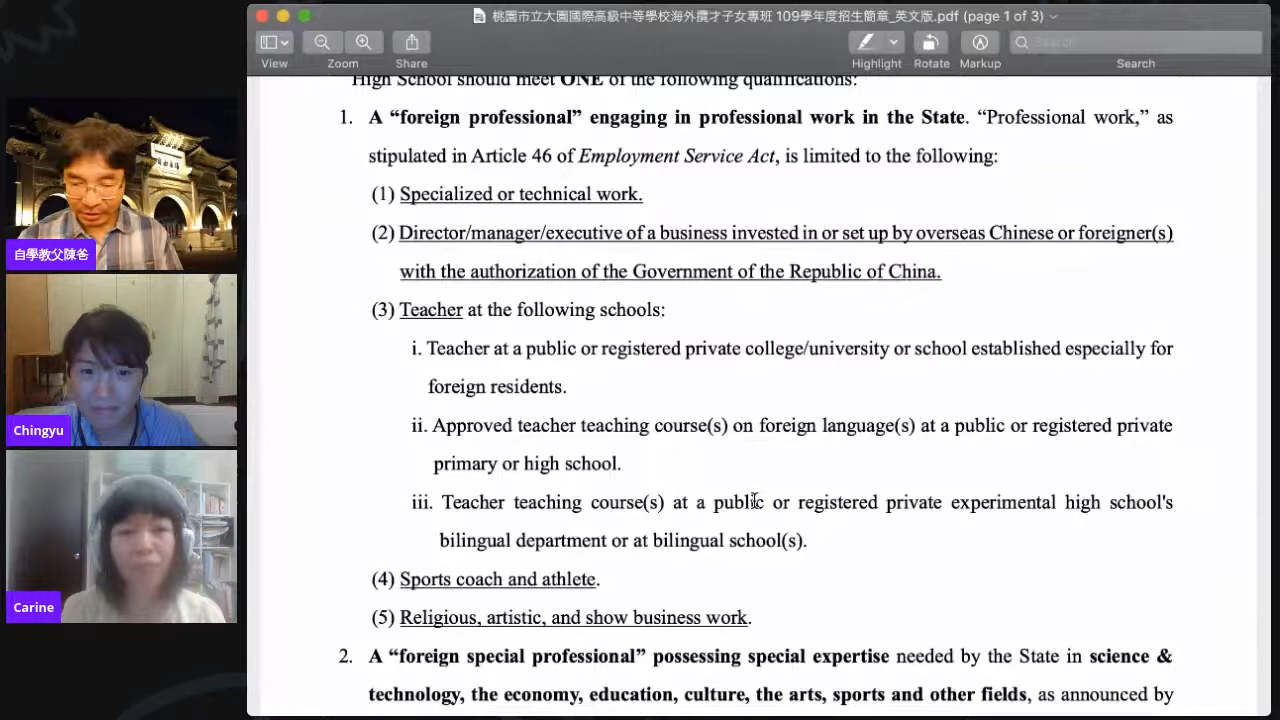 桃園市立大園國際高級中等學校海外攬才子女專班 109學年度招生簡章_英文版.pdf (page 1 of 3)
View
Zoom
Share
Highlight
Rotate
Markup
Search
Search
High School should meet ONE of the following qualifications:
1. A “foreign professional” engaging in professional work in the State. “Professional work,” as
stipulated in Article 46 of Employment Service Act, is limited to the following:
(1) Specialized or technical work.
(2) Director/manager/executive of a business invested in or set up by overseas Chinese or foreigner(s)
with the authorization of the Government of the Republic of China.
(3) Teacher at the following schools:
i. Teacher at a public or registered private college/university or school established especially for
foreign residents.
ii. Approved teacher teaching course(s) on foreign language(s) at a public or registered private
primary or high school.
iii. Teacher teaching course(s) at a public or registered private experimental high school's
bilingual department or at bilingual school(s).
(4) Sports coach and athlete.
(5) Religious, artistic, and show business work.
2. A “foreign special professional” possessing special expertise needed by the State in science &
technology, the economy, education, culture, the arts, sports and other fields, as announced by
自學教父陳爸
Chingyu
Carine